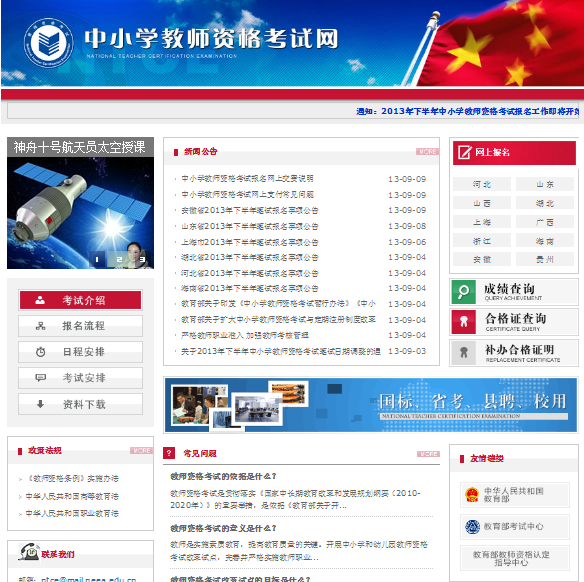 中小学教师资格考试网
NATIONAL TEACHER CERTIFICATION EXAMINATION
通知：2013年下半年中小学教师资格考试报名工作即将开始
神舟十号航天员太空授课
1 2 3
考试介绍
报名流程
日程安排
考试安排
资料下载
政策法规
MORE
《教师资格条例》实施办法
中华人民共和国高等教育法
中华人民共和国职业教育法
联系我们
邮箱：ntce@mail.neea.edu.cn
新闻公告
MORE
中小学教师资格考试报名网上交费说明 13-09-09
中小学教师资格考试网上支付常见问题 13-09-09
安徽省2013年下半年笔试报名事项公告 13-09-09
山东省2013年下半年笔试报名事项公告 13-09-08
上海市2013年下半年笔试报名事项公告 13-09-06
湖北省2013年下半年笔试报名事项公告 13-09-04
河北省2013年下半年笔试报名事项公告 13-09-04
海南省2013年下半年笔试报名事项公告 13-09-04
教育部关于印发《中小学教师资格考试暂行办法》《中小 13-09-04
教育部关于扩大中小学教师资格考试与定期注册制度改革 13-09-04
严格教师职业准入 加强教师考核管理 13-09-04
关于2013年下半年中小学教师资格考试笔试日期调整的通 13-09-03
国标、省考、县聘、校用
NATIONAL TEACHER CERTIFICATION EXAMINATION
? 常见问题
MORE
教师资格考试的依据是什么？
教师资格考试是贯彻落实《国家中长期教育改革和发展规划纲要（2010-
2020年）》的重要举措，是依据《教育部关于开...
教师资格考试的意义是什么？
教师是实施素质教育，提高教育质量的关键。开展中小学和幼儿园教师资格
考试改革试点，完善并严格实施教师职业...
教师资格考试改革试点的目标是什么？
网上报名
河北 山东
山西 湖北
上海 广西
浙江 海南
安徽 贵州
成绩查询
QUERY ACHIEVEMENT
合格证查询
CERTIFICATE QUERY
补办合格证明
REPLACEMENT CERTIFICATE
友情链接
中华人民共和国
教育部
教育部考试中心
教育部教师资格认定
指导中心